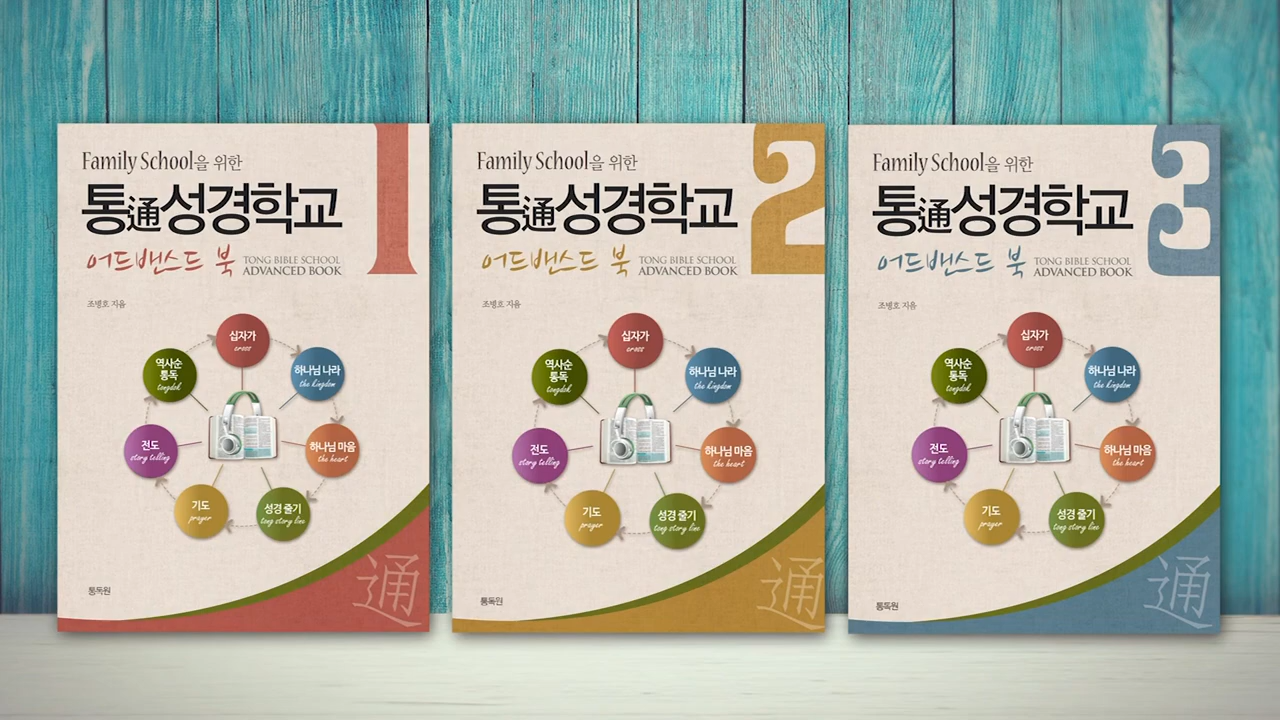 Family School을 위한
통通성경학교
1
어드밴스드 북
TONG BIBLE SCHOOL
ADVANCED BOOK
조병호 지음
십자가
cross
하나님 나라
the kingdom
하나님 마음
the heart
성경 줄기
tong story line
기도
prayer
전도
story telling
역사순
통독
tongdok
통독원
通
Family School을 위한
통通성경학교
2
어드밴스드 북
TONG BIBLE SCHOOL
ADVANCED BOOK
조병호 지음
십자가
cross
하나님 나라
the kingdom
하나님 마음
the heart
성경 줄기
tong story line
기도
prayer
전도
story telling
역사순
통독
tongdok
통독원
通
Family School을 위한
통通성경학교
3
어드밴스드 북
TONG BIBLE SCHOOL
ADVANCED BOOK
조병호 지음
십자가
cross
하나님 나라
the kingdom
하나님 마음
the heart
성경 줄기
tong story line
기도
prayer
전도
story telling
역사순
통독
tongdok
통독원
通